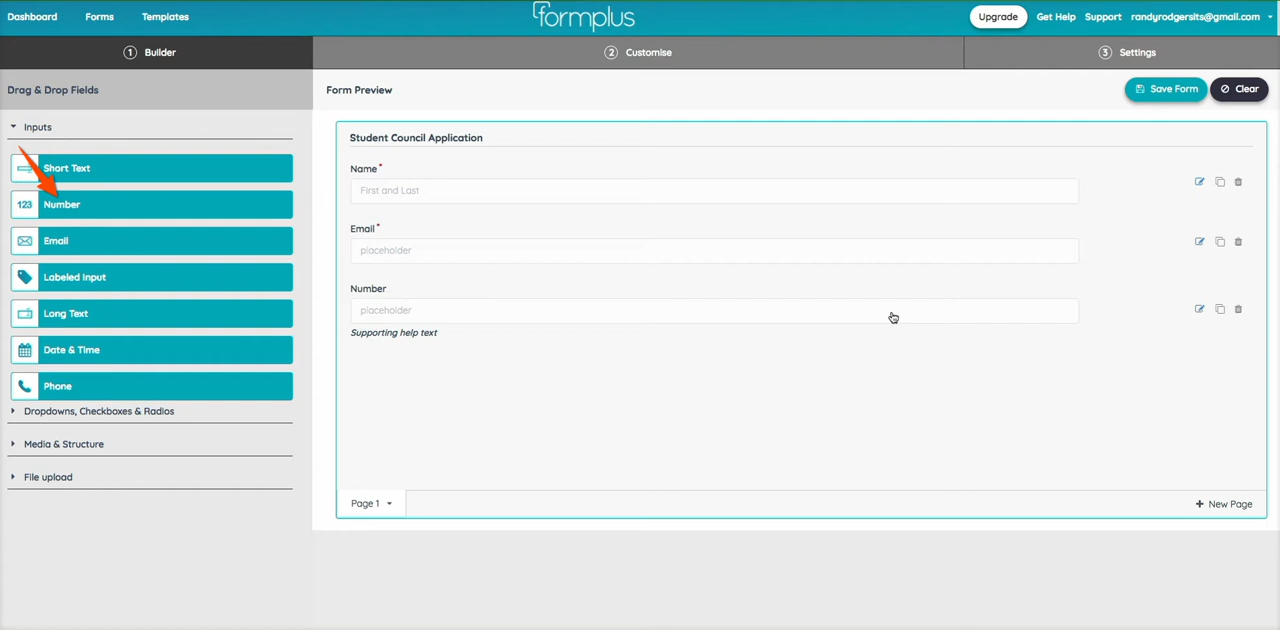 Dashboard Forms Templates formplus Upgrade Get Help Support randyrodgersits@gmail.com
1 Builder 2 Customise 3 Settings
Drag & Drop Fields
Form Preview Save Form Clear
Inputs
Short Text
123 Number
Email
Labeled Input
Long Text
Date & Time
Phone
Dropdowns, Checkboxes & Radios
Media & Structure
File upload
Student Council Application
Name*
First and Last
Email*
placeholder
Number
placeholder
Supporting help text
Page 1 + New Page